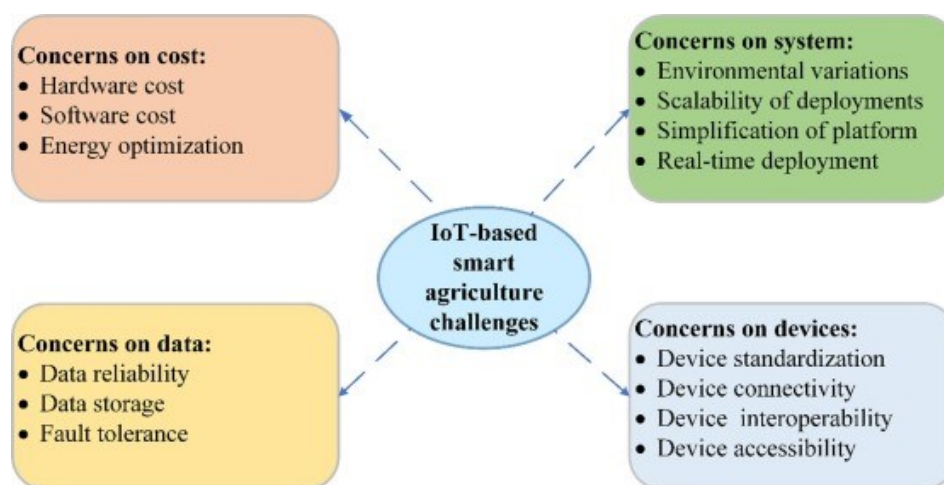 Concerns on cost:
• Hardware cost
• Software cost
• Energy optimization
Concerns on system:
• Environmental variations
• Scalability of deployments
• Simplification of platform
• Real-time deployment
IoT-based
smart
agriculture
challenges
Concerns on data:
• Data reliability
• Data storage
• Fault tolerance
Concerns on devices:
• Device standardization
• Device connectivity
• Device interoperability
• Device accessibility